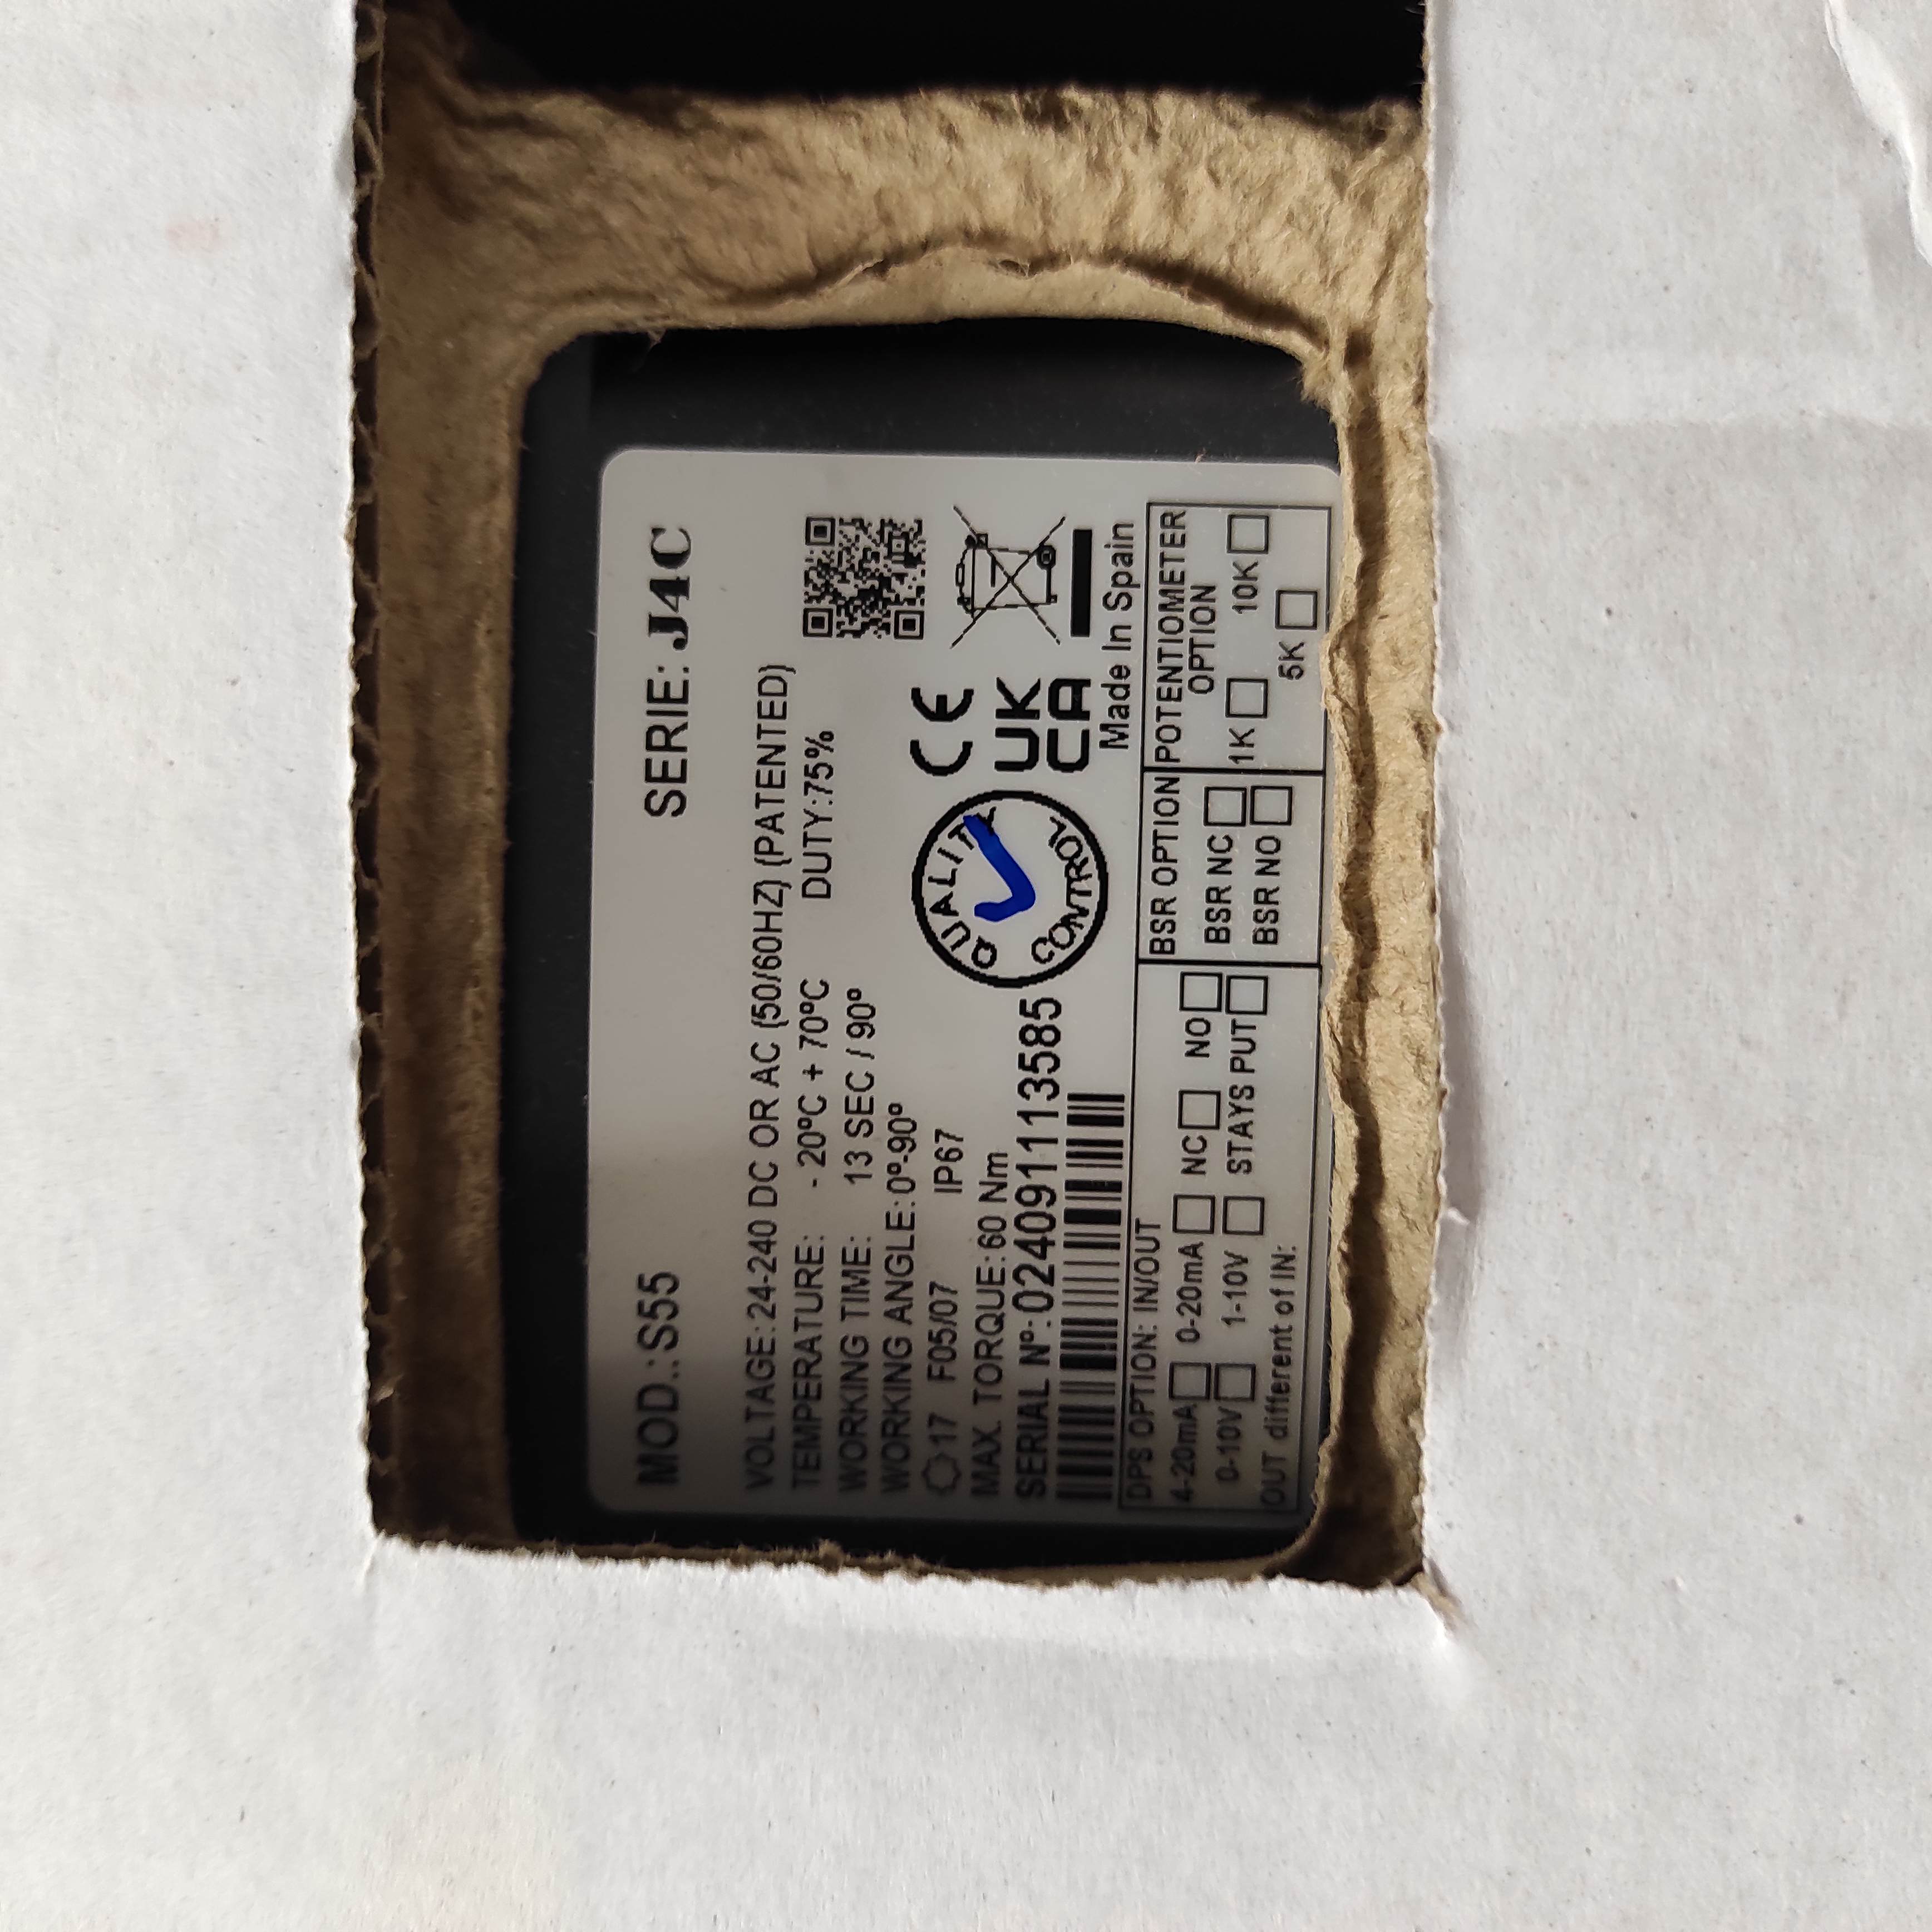 MOD.:S55 SERIE: J4C
VOLTAGE:24-240 DC OR AC (50/60HZ) (PATENTED)
TEMPERATURE: - 20ºC + 70ºC DUTY:75%
WORKING TIME: 13 SEC / 90º
WORKING ANGLE:0º-90º
17 F05/07 IP67
MAX. TORQUE:60 Nm
SERIAL Nº:0240911113585
QUALITY CONTROL
CE
UK
CA
Made In Spain
DPS OPTION: IN/OUT
4-20mA 0-20mA NC NO
0-10V 1-10V STAYS PUT
OUT different of IN:
BSR OPTION
BSR NC
BSR NO
POTENTIOMETER
OPTION
1K 10K
5K